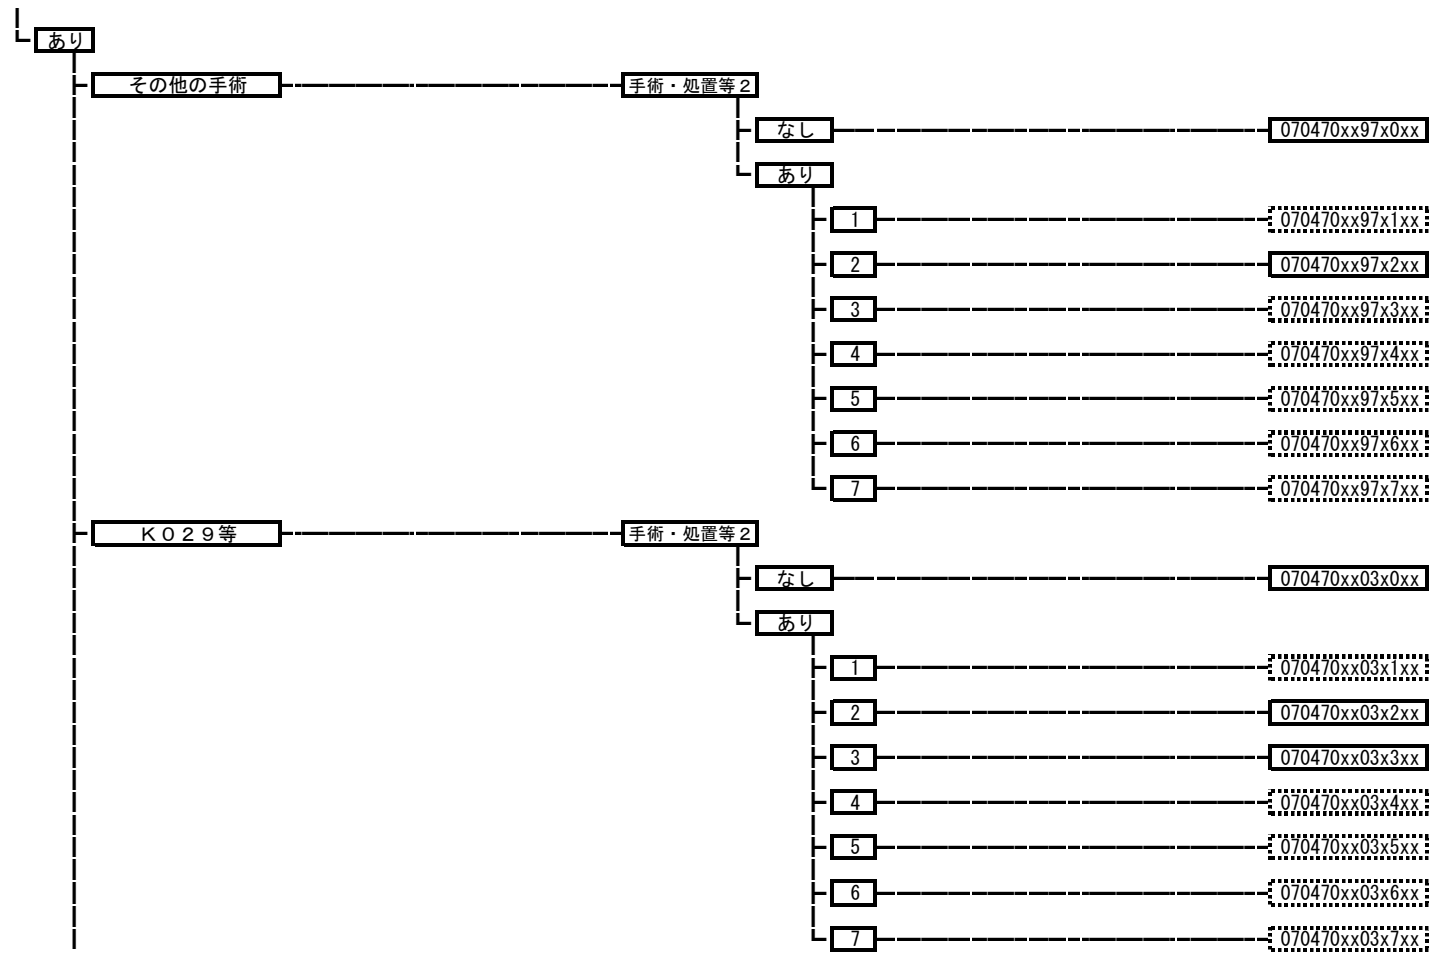 あり
その他の手術 手術・処置等２
なし 070470xx97x0xx
あり
1 070470xx97x1xx
2 070470xx97x2xx
3 070470xx97x3xx
4 070470xx97x4xx
5 070470xx97x5xx
6 070470xx97x6xx
7 070470xx97x7xx
Ｋ０２９等 手術・処置等２
なし 070470xx03x0xx
あり
1 070470xx03x1xx
2 070470xx03x2xx
3 070470xx03x3xx
4 070470xx03x4xx
5 070470xx03x5xx
6 070470xx03x6xx
7 070470xx03x7xx